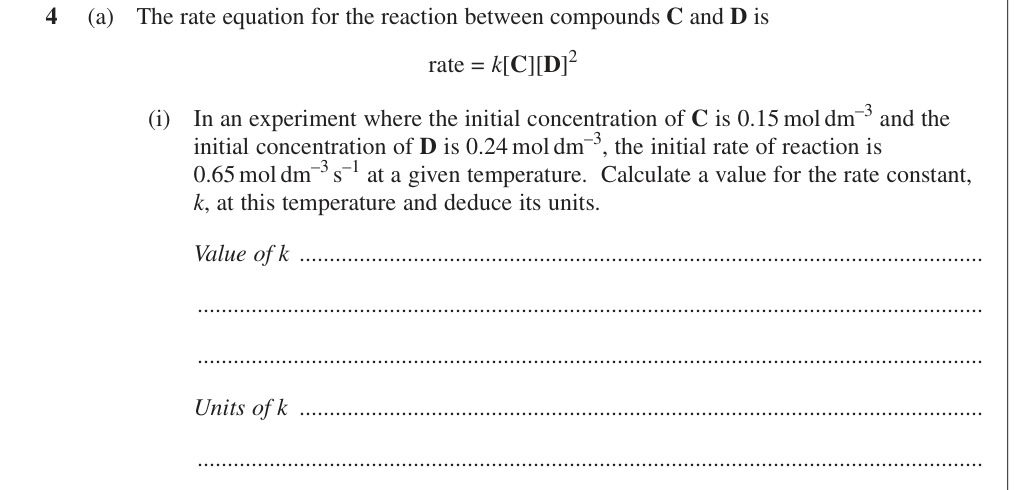 4 (a) The rate equation for the reaction between compounds C and D is
rate = k[C][D]²
(i) In an experiment where the initial concentration of C is 0.15 mol dm⁻³ and the
initial concentration of D is 0.24 mol dm⁻³, the initial rate of reaction is
0.65 mol dm⁻³ s⁻¹ at a given temperature. Calculate a value for the rate constant,
k, at this temperature and deduce its units.
Value of k ..........................................................................................................
..........................................................................................................................
..........................................................................................................................
Units of k ..........................................................................................................
..........................................................................................................................